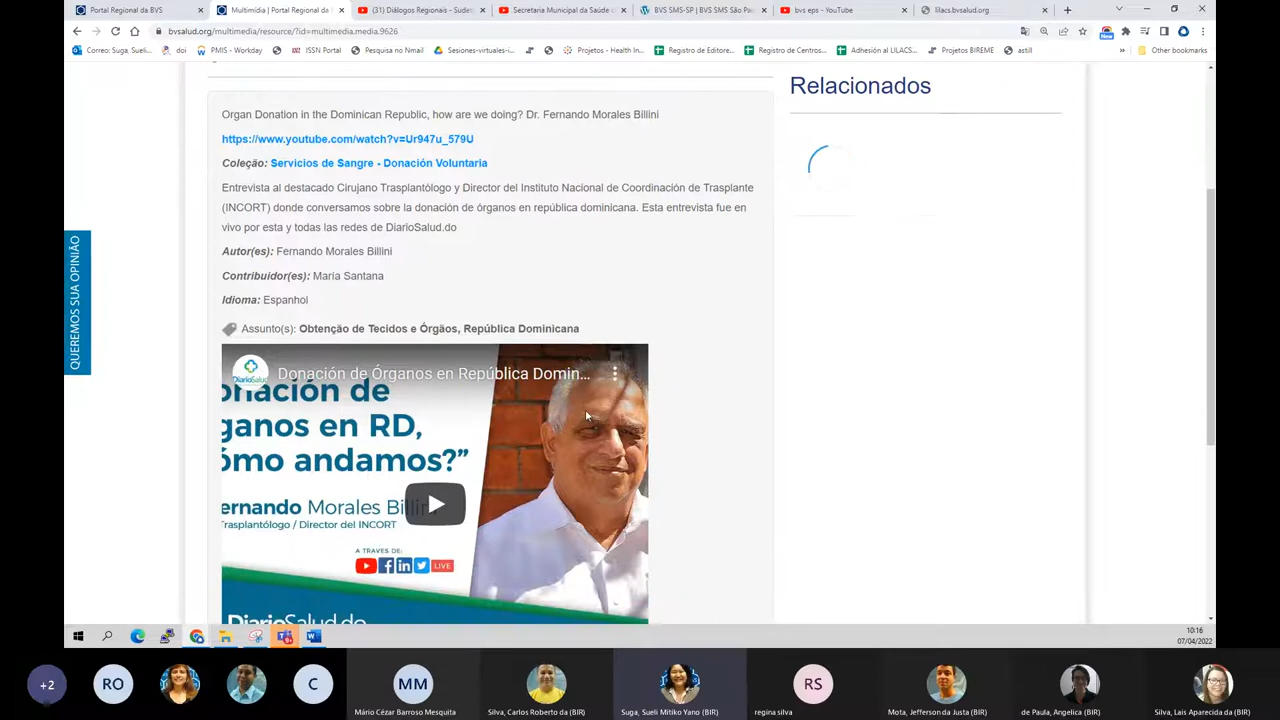 Portal Regional da BVS
Multimídia | Portal Regional da
(31) Diálogos Regionais - Sudes
Secretaria Municipal da Saúde d
BVS SMS-SP | BVS SMS São Pau
bvs eps - YouTube
lilacs.bvsalud.org
bvsalud.org/multimedia/resource/?id=multimedia.media.9626
Correo: Suga, Sueli...
doi
PMIS - Workday
ISSN Portal
Pesquisa no Nmail
Sesiones-virtuales-i...
Projetos - Health In...
Registro de Editore...
Registro de Centros...
Adhesión al LILACS...
Projetos BIREME
astill
»
Other bookmarks
New
Relacionados
Organ Donation in the Dominican Republic, how are we doing? Dr. Fernando Morales Billini
https://www.youtube.com/watch?v=Ur947u_579U
Coleção: Servicios de Sangre - Donación Voluntaria
Entrevista al destacado Cirujano Trasplantólogo y Director del Instituto Nacional de Coordinación de Trasplante
(INCORT) donde conversamos sobre la donación de órganos en república dominicana. Esta entrevista fue en
vivo por esta y todas las redes de DiarioSalud.do
Autor(es): Fernando Morales Billini
Contribuidor(es): María Santana
Idioma: Espanhol
Assunto(s): Obtenção de Tecidos e Órgãos, República Dominicana
QUEREMOS SUA OPINIÃO
DiarioSalud
Donación de Órganos en República Domin...
onación de
ganos en RD,
ómo andamos?”
ernando Morales Billini
Trasplantólogo / Director del INCORT
A TRAVES DE:
LIVE
DiarioSalud.do
10:16
07/04/2022
+2
RO
C
MM
RS
Mário Cézar Barroso Mesquita
Silva, Carlos Roberto da (BIR)
Suga, Sueli Mitiko Yano (BIR)
regina silva
Mota, Jefferson da Justa (BIR)
de Paula, Angelica (BIR)
Silva, Lais Aparecida da (BIR)